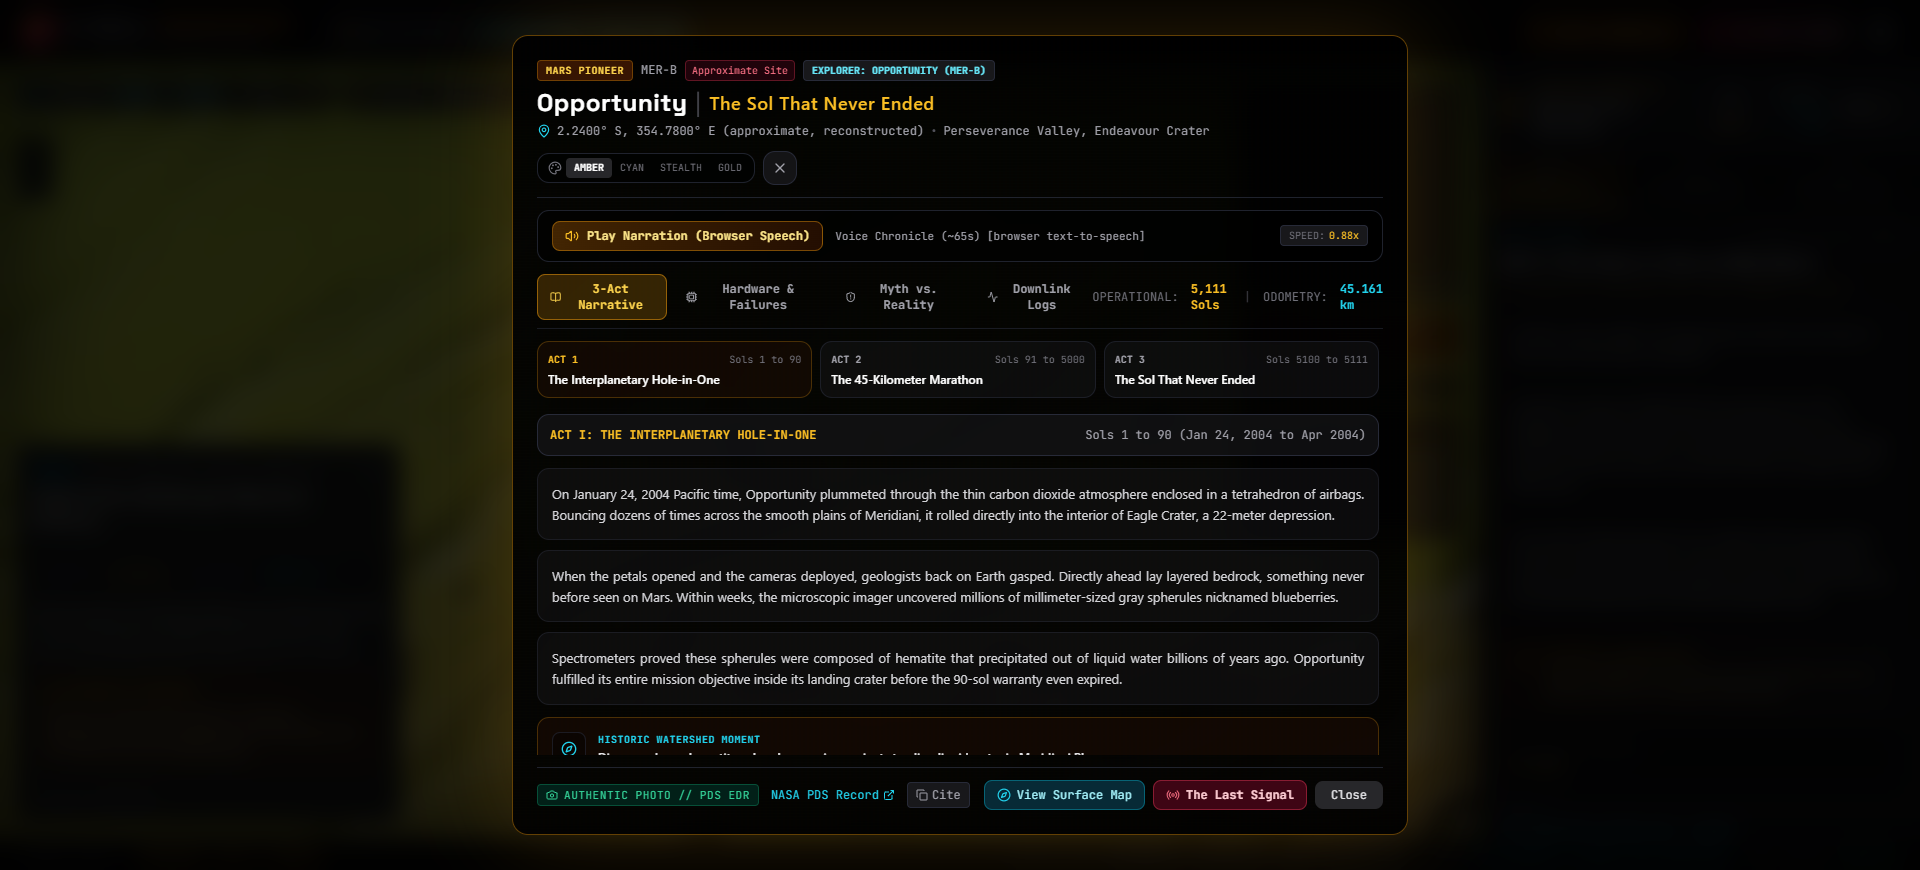 MARS PIONEER MER-B Approximate Site EXPLORER: OPPORTUNITY (MER-B)
Opportunity | The Sol That Never Ended
2.2400° S, 354.7800° E (approximate, reconstructed) • Perseverance Valley, Endeavour Crater
AMBER CYAN STEALTH GOLD
Play Narration (Browser Speech) Voice Chronicle (~65s) [browser text-to-speech] SPEED: 0.88x
3-Act Narrative
Hardware & Failures
Myth vs. Reality
Downlink Logs
OPERATIONAL: 5,111 Sols | ODOMETRY: 45.161 km
ACT 1 Sols 1 to 90
The Interplanetary Hole-in-One
ACT 2 Sols 91 to 5000
The 45-Kilometer Marathon
ACT 3 Sols 5100 to 5111
The Sol That Never Ended
ACT I: THE INTERPLANETARY HOLE-IN-ONE Sols 1 to 90 (Jan 24, 2004 to Apr 2004)
On January 24, 2004 Pacific time, Opportunity plummeted through the thin carbon dioxide atmosphere enclosed in a tetrahedron of airbags.
Bouncing dozens of times across the smooth plains of Meridiani, it rolled directly into the interior of Eagle Crater, a 22-meter depression.
When the petals opened and the cameras deployed, geologists back on Earth gasped. Directly ahead lay layered bedrock, something never
before seen on Mars. Within weeks, the microscopic imager uncovered millions of millimeter-sized gray spherules nicknamed blueberries.
Spectrometers proved these spherules were composed of hematite that precipitated out of liquid water billions of years ago. Opportunity
fulfilled its entire mission objective inside its landing crater before the 90-sol warranty even expired.
HISTORIC WATERSHED MOMENT
AUTHENTIC PHOTO // PDS EDR NASA PDS Record Cite View Surface Map The Last Signal Close